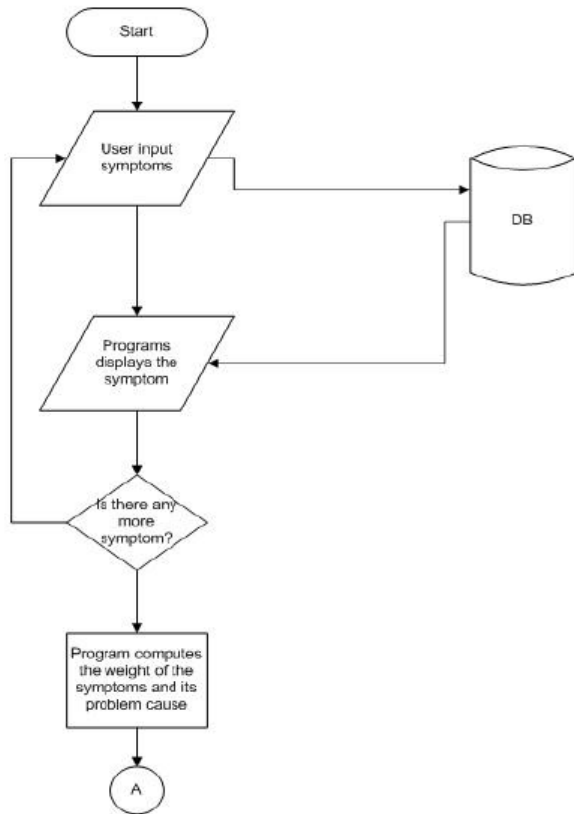 Start
User input
symptoms
DB
Programs
displays the
symptom
Is there any
more
symptom?
Program computes
the weight of the
symptoms and its
problem cause
A